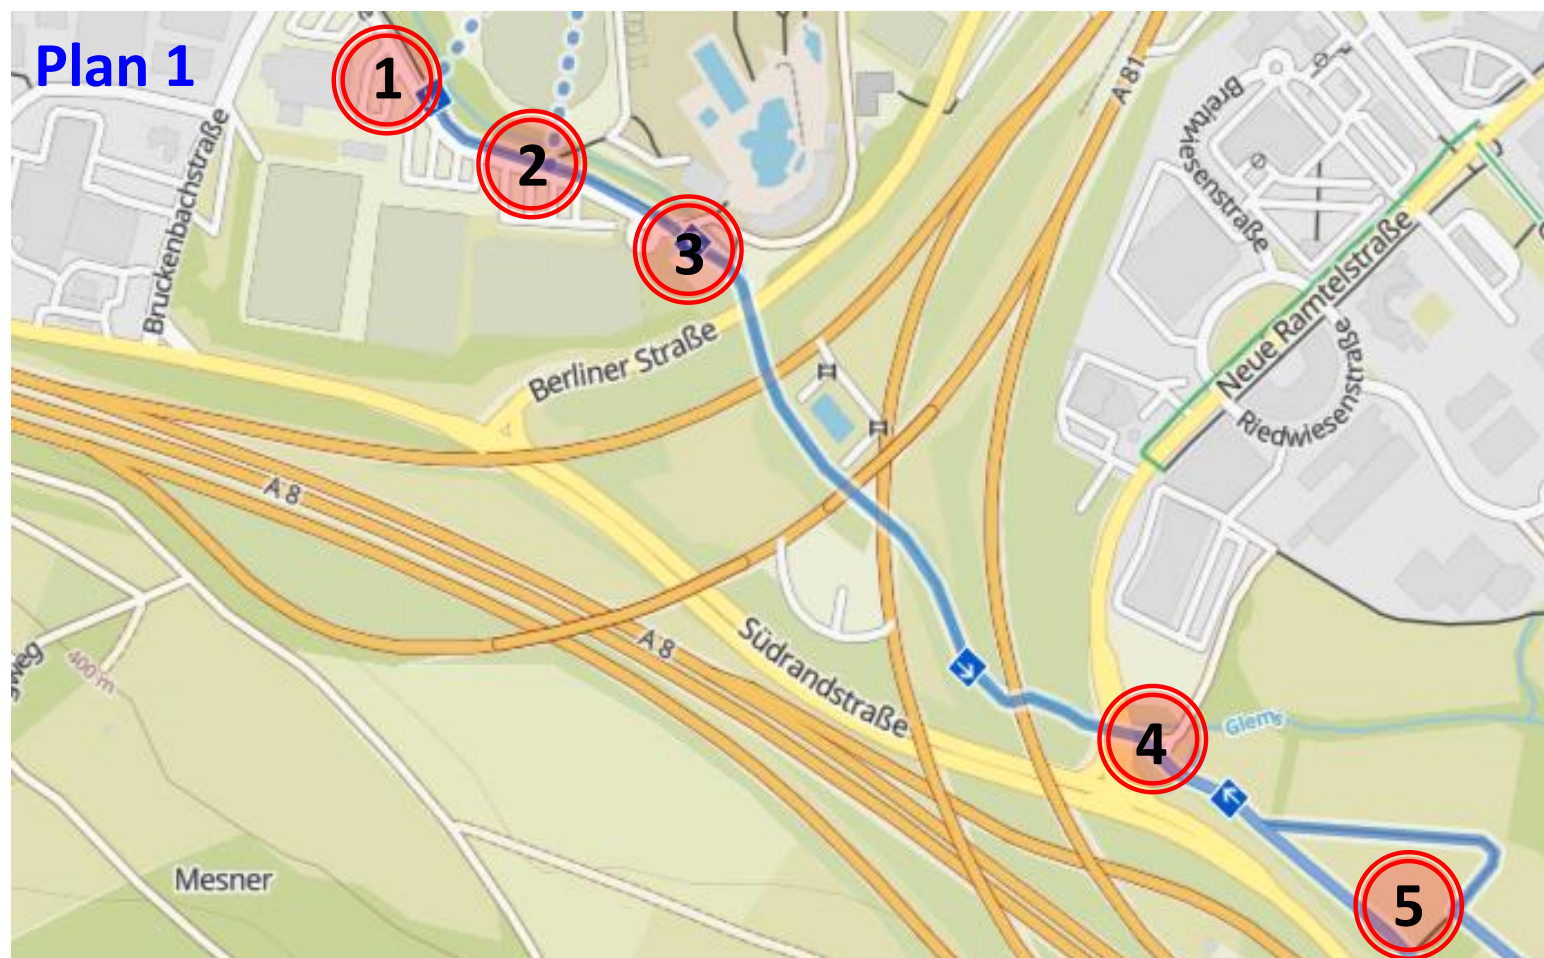 Plan 1
1
2
3
A 81
Breitwiesenstraße
Bruckenbachstraße
Neue Ramtelstraße
Berliner Straße
Riedwiesenstraße
A 8
A 8
Südrandstraße
400 m
4
Glems
Mesner
5